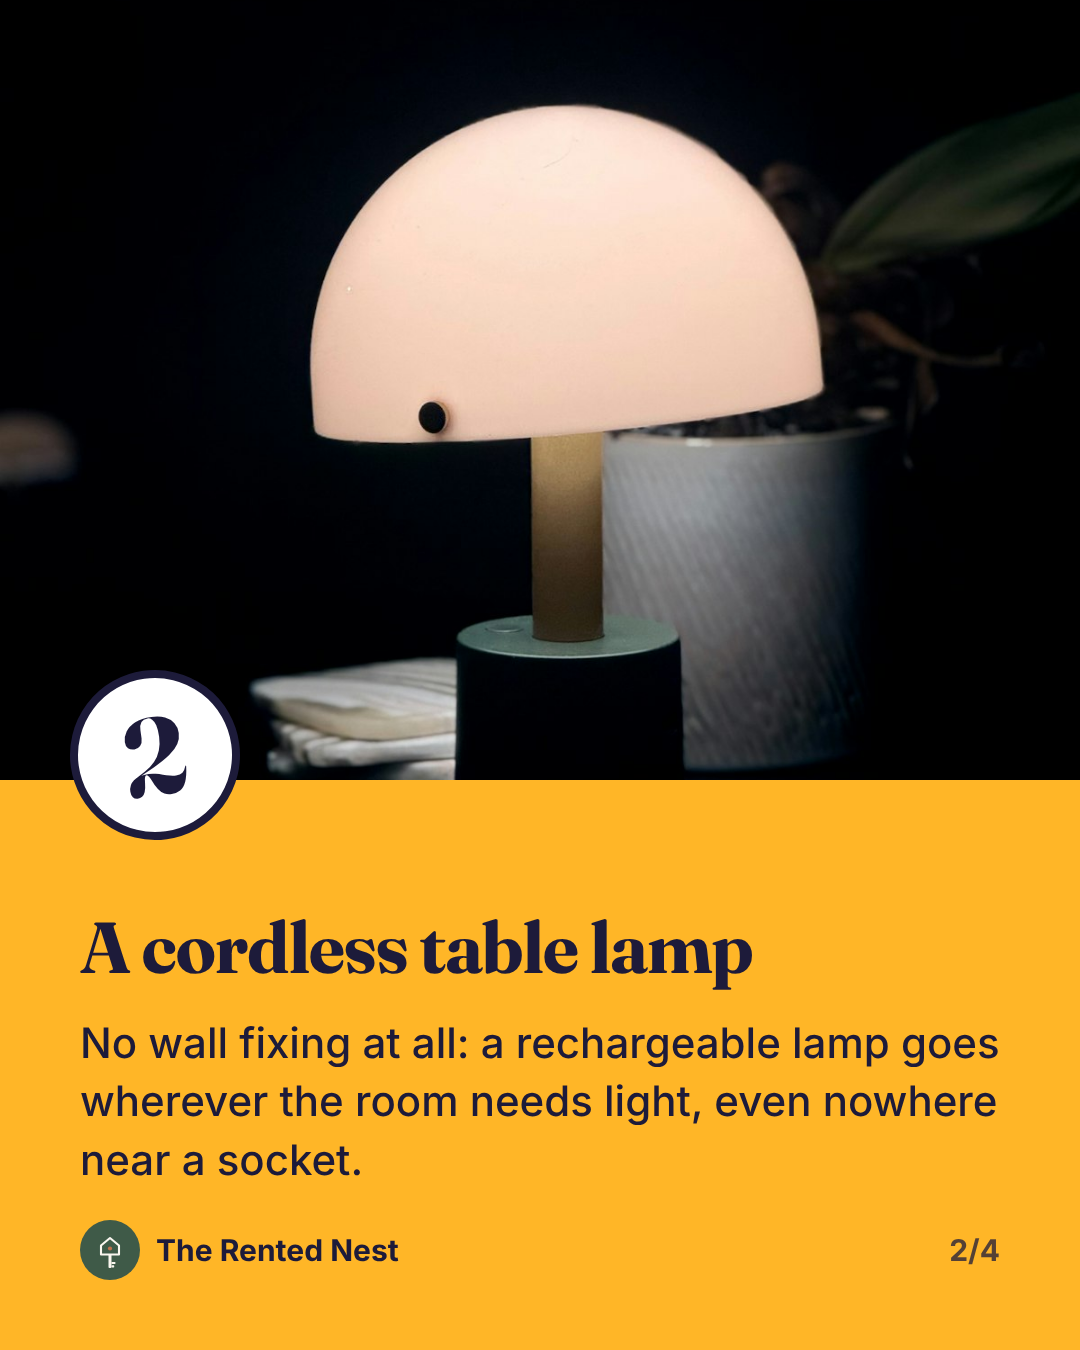 2
A cordless table lamp
No wall fixing at all: a rechargeable lamp goes
wherever the room needs light, even nowhere
near a socket.
The Rented Nest
2/4